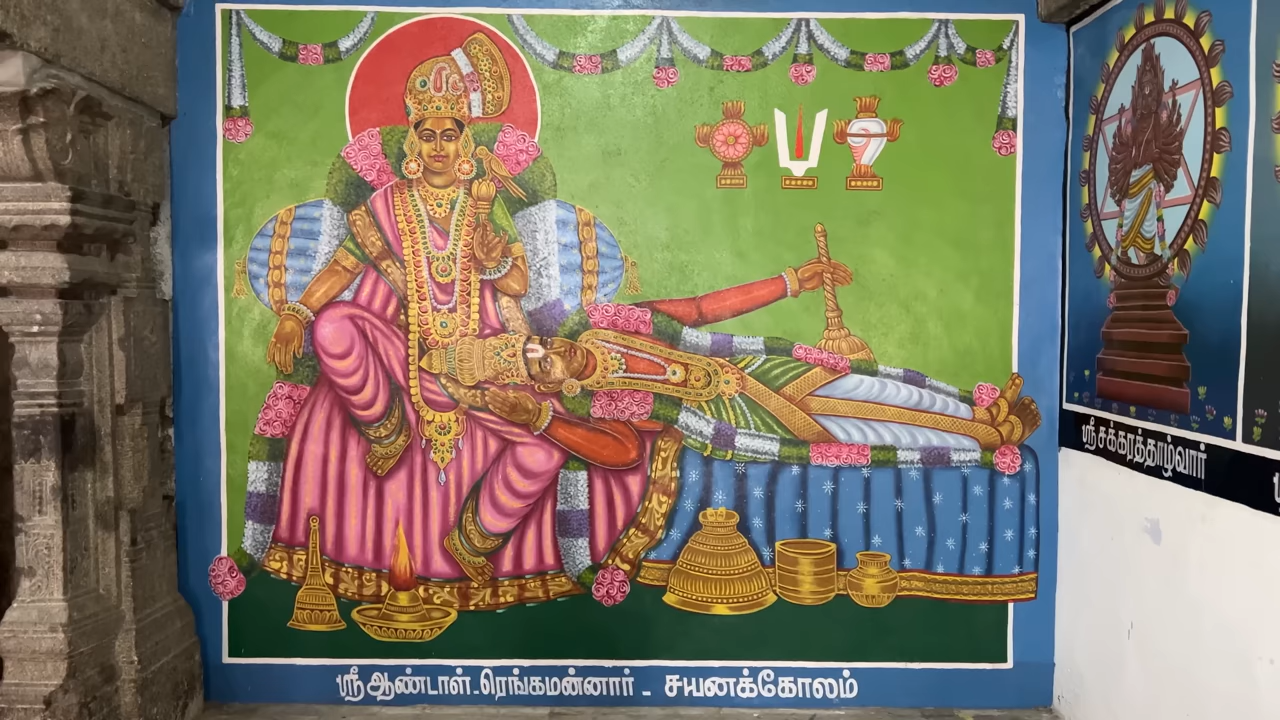 ஸ்ரீ ஆண்டாள் - ரெங்கமன்னார் - சயனக்கோலம்
ஸ்ரீ சக்கரத்தாழ்வார்